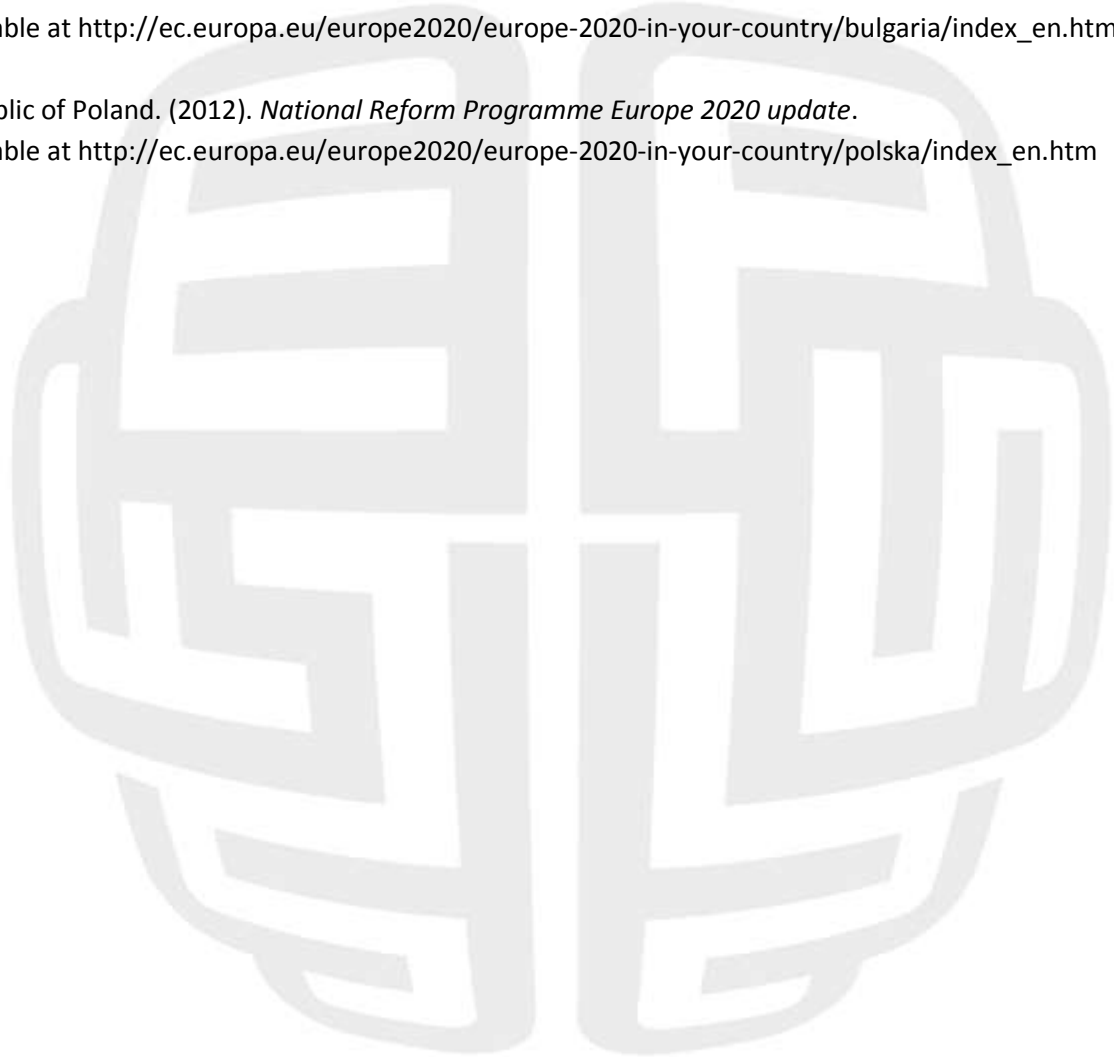 able at http://ec.europa.eu/europe2020/europe-2020-in-your-country/bulgaria/index_en.htm
blic of Poland. (2012). National Reform Programme Europe 2020 update.
able at http://ec.europa.eu/europe2020/europe-2020-in-your-country/polska/index_en.htm